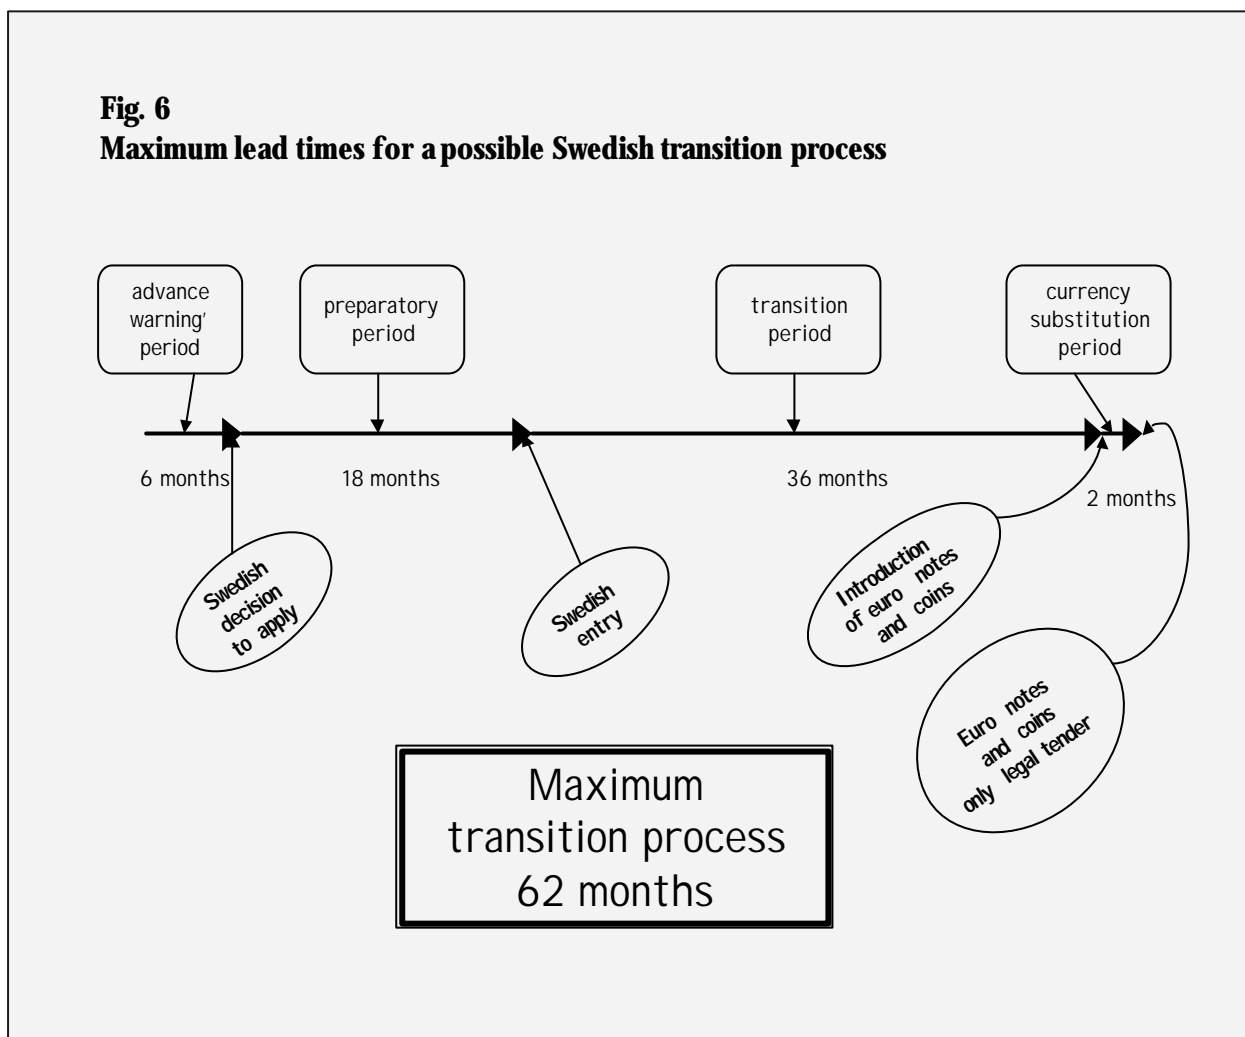 Fig. 6
Maximum lead times for a possible Swedish transition process
advance
warning'
period
preparatory
period
transition
period
currency
substitution
period
6 months
18 months
36 months
2 months
Swedish
decision
to apply
Swedish
entry
Introduction
of euro notes
and coins
Euro notes
and coins
only legal tender
Maximum
transition process
62 months